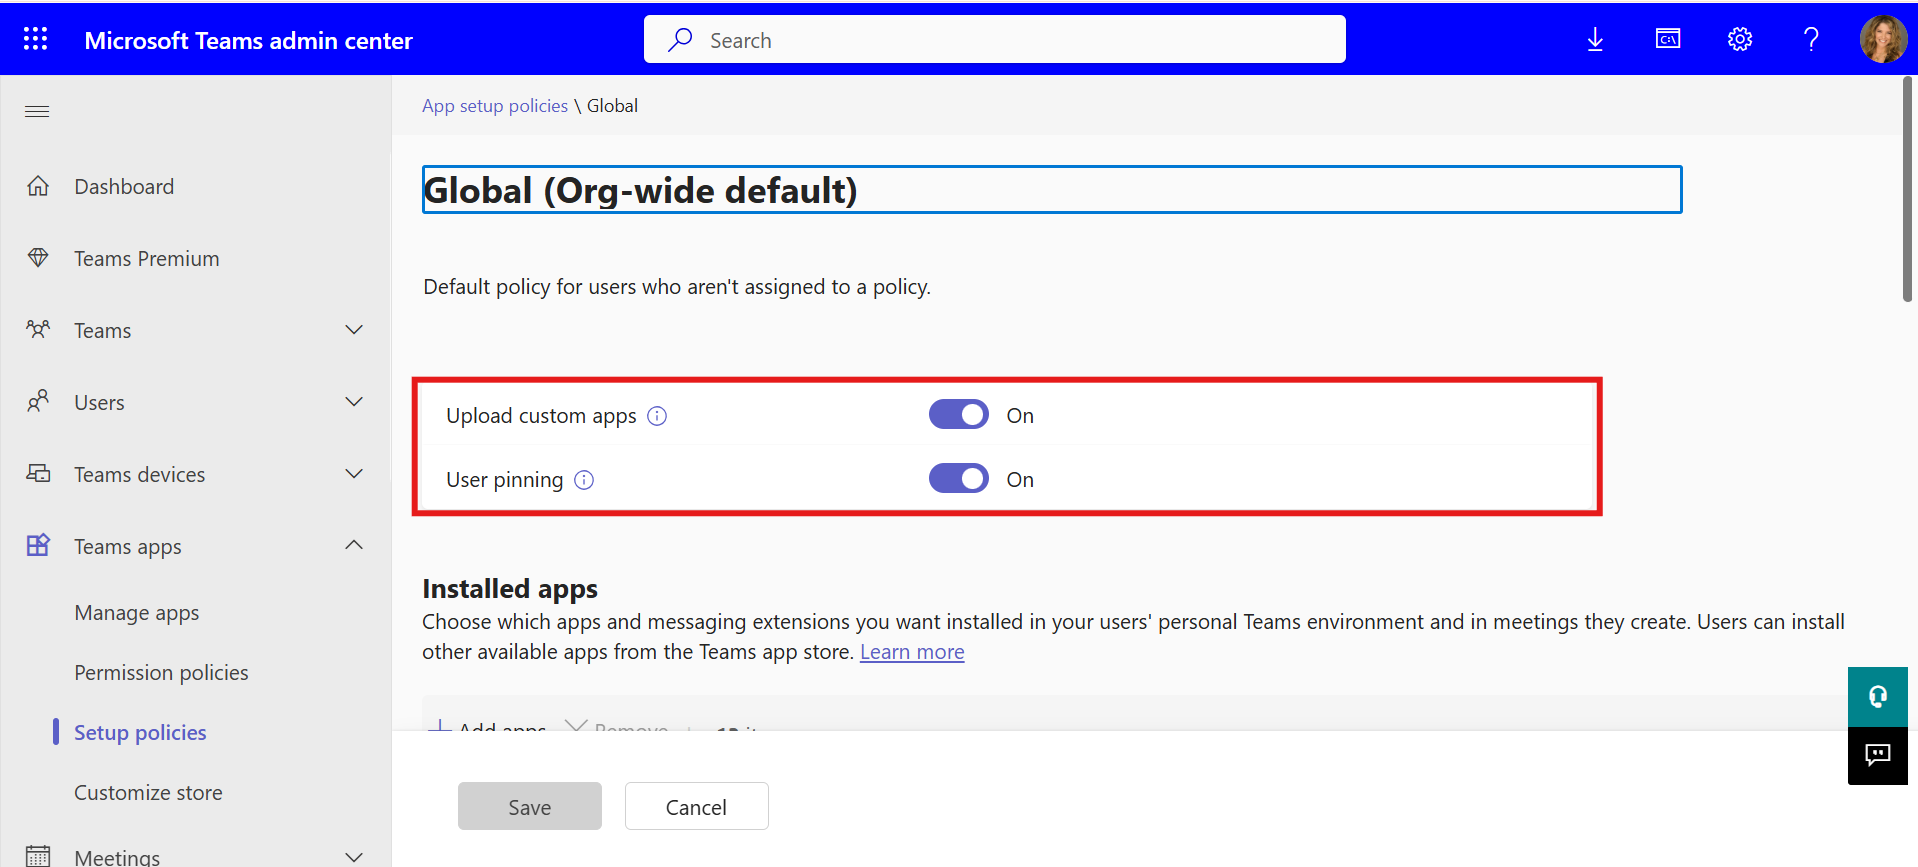 Microsoft Teams admin center
Search
C:\
App setup policies \ Global
Dashboard
Teams Premium
Teams
Users
Teams devices
Teams apps
Manage apps
Permission policies
Setup policies
Customize store
Meetings
Global (Org-wide default)
Default policy for users who aren't assigned to a policy.
Upload custom apps
On
User pinning
On
Installed apps
Choose which apps and messaging extensions you want installed in your users' personal Teams environment and in meetings they create. Users can install
other available apps from the Teams app store. Learn more
Add apps Remove
Save
Cancel